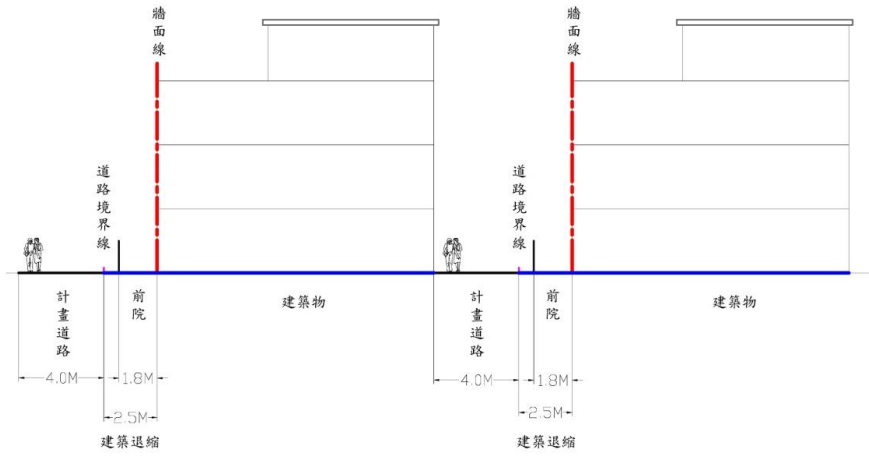 牆面線
牆面線
道路境界線
道路境界線
計畫道路
前院
建築物
計畫道路
前院
建築物
4.0M
1.8M
4.0M
1.8M
2.5M
2.5M
建築退縮
建築退縮